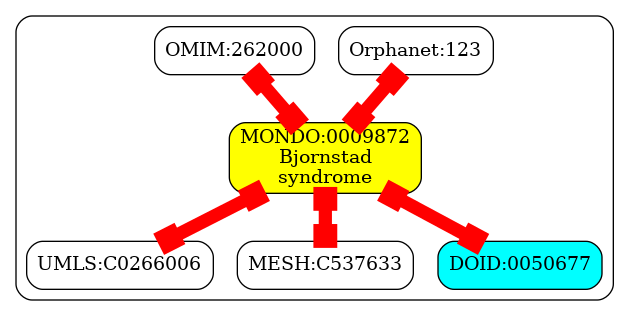 OMIM:262000
Orphanet:123
MONDO:0009872
Bjornstad
syndrome
UMLS:C0266006
MESH:C537633
DOID:0050677